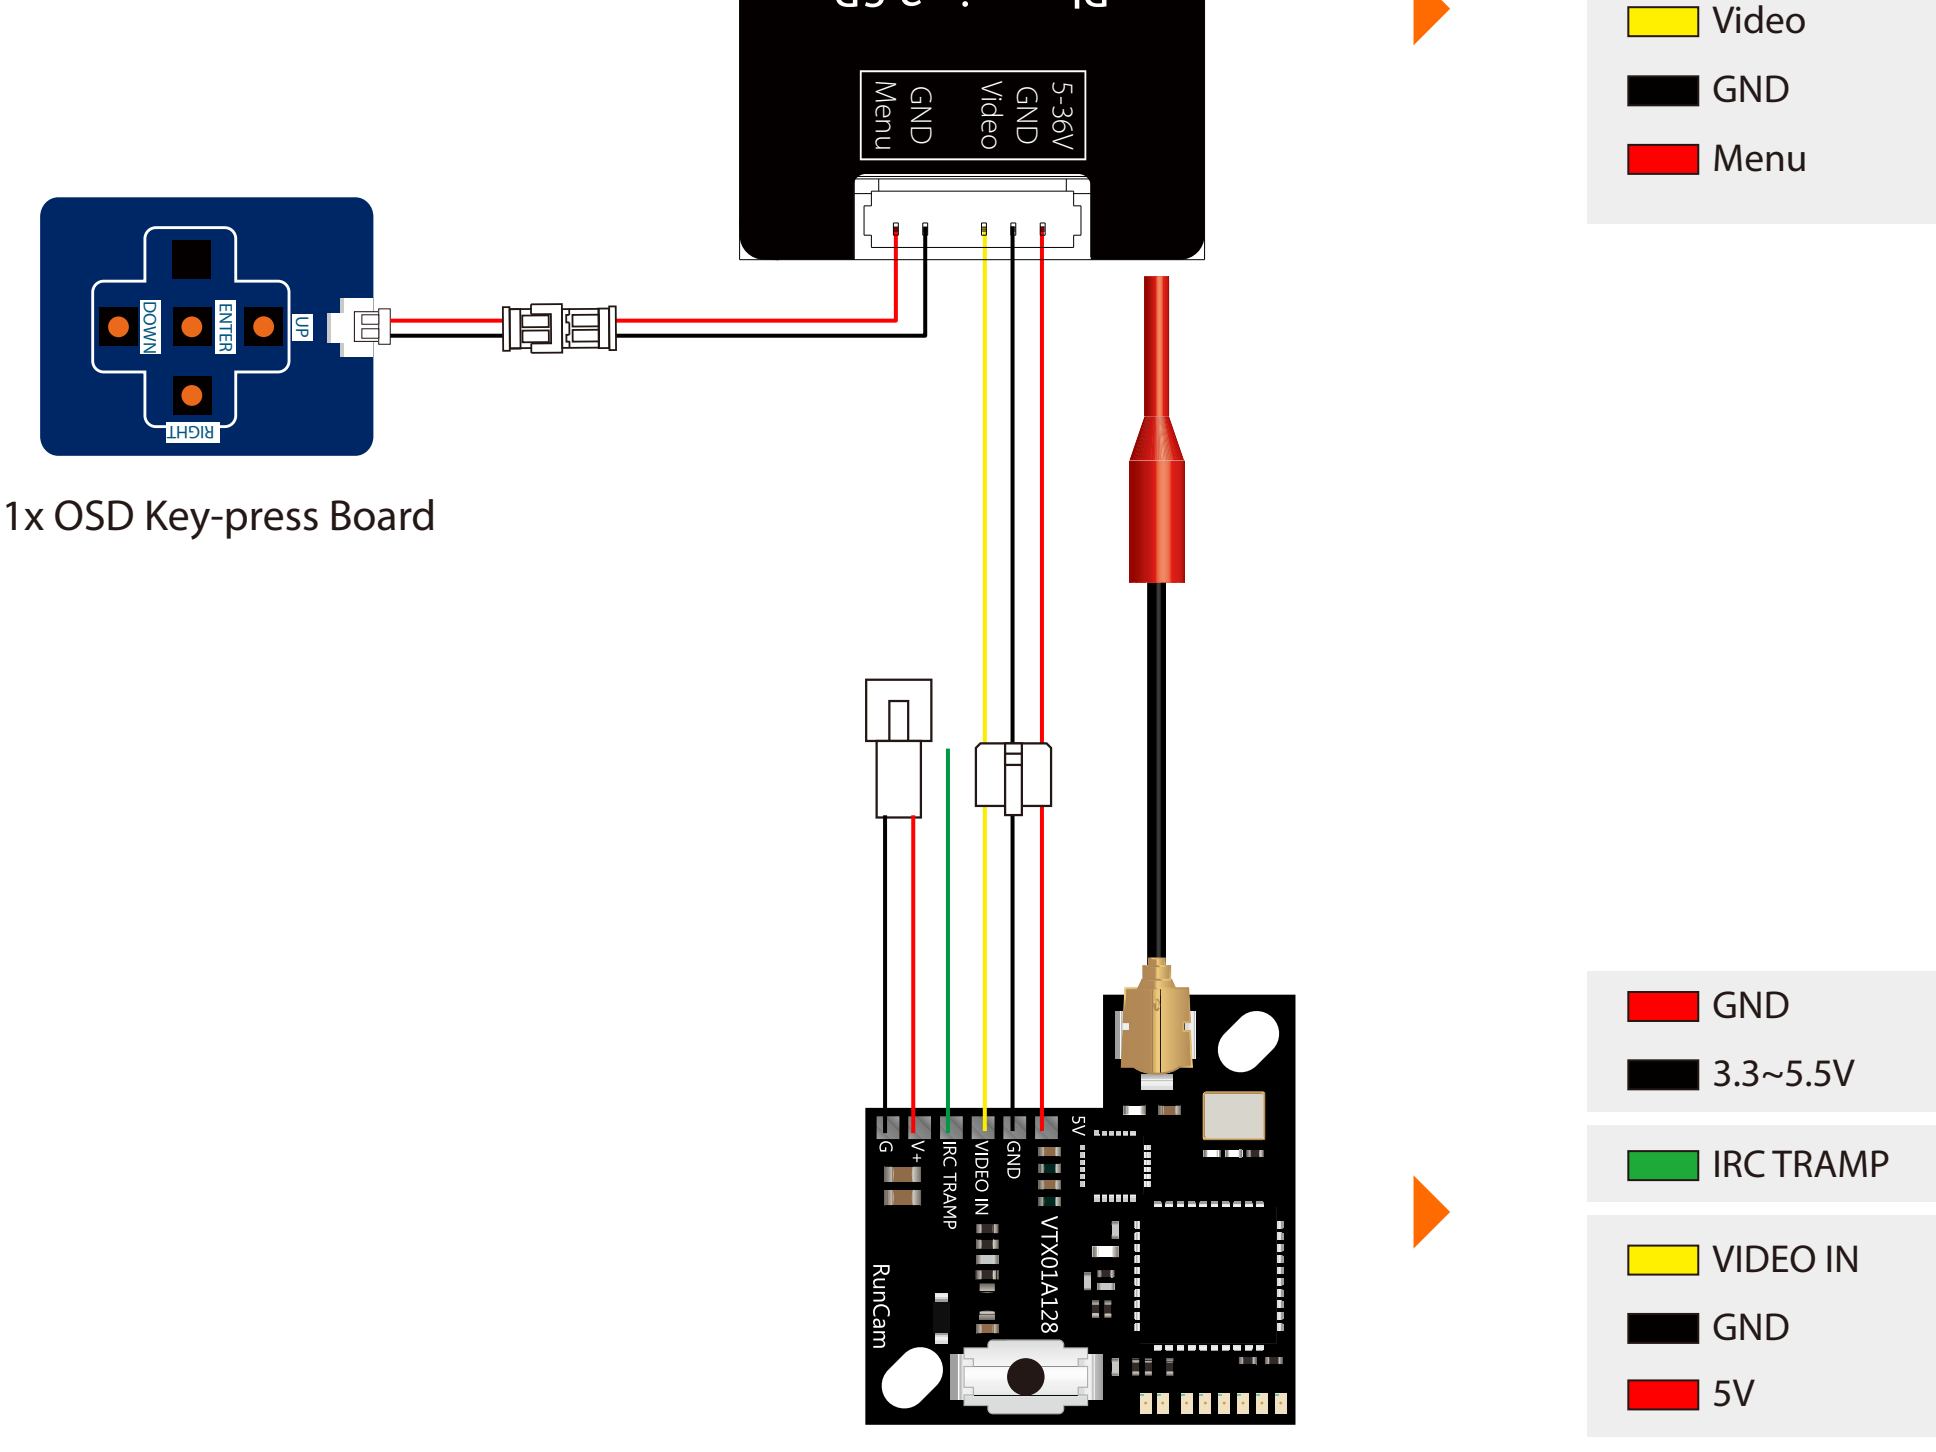 Video
GND
Menu
Menu
GND
Video
GND
5-36V
DOWN
ENTER
UP
RIGHT
1x OSD Key-press Board
G
V+
IRC TRAMP
VIDEO IN
GND
5V
VTX01A128
RunCam
GND
3.3~5.5V
IRC TRAMP
VIDEO IN
GND
5V